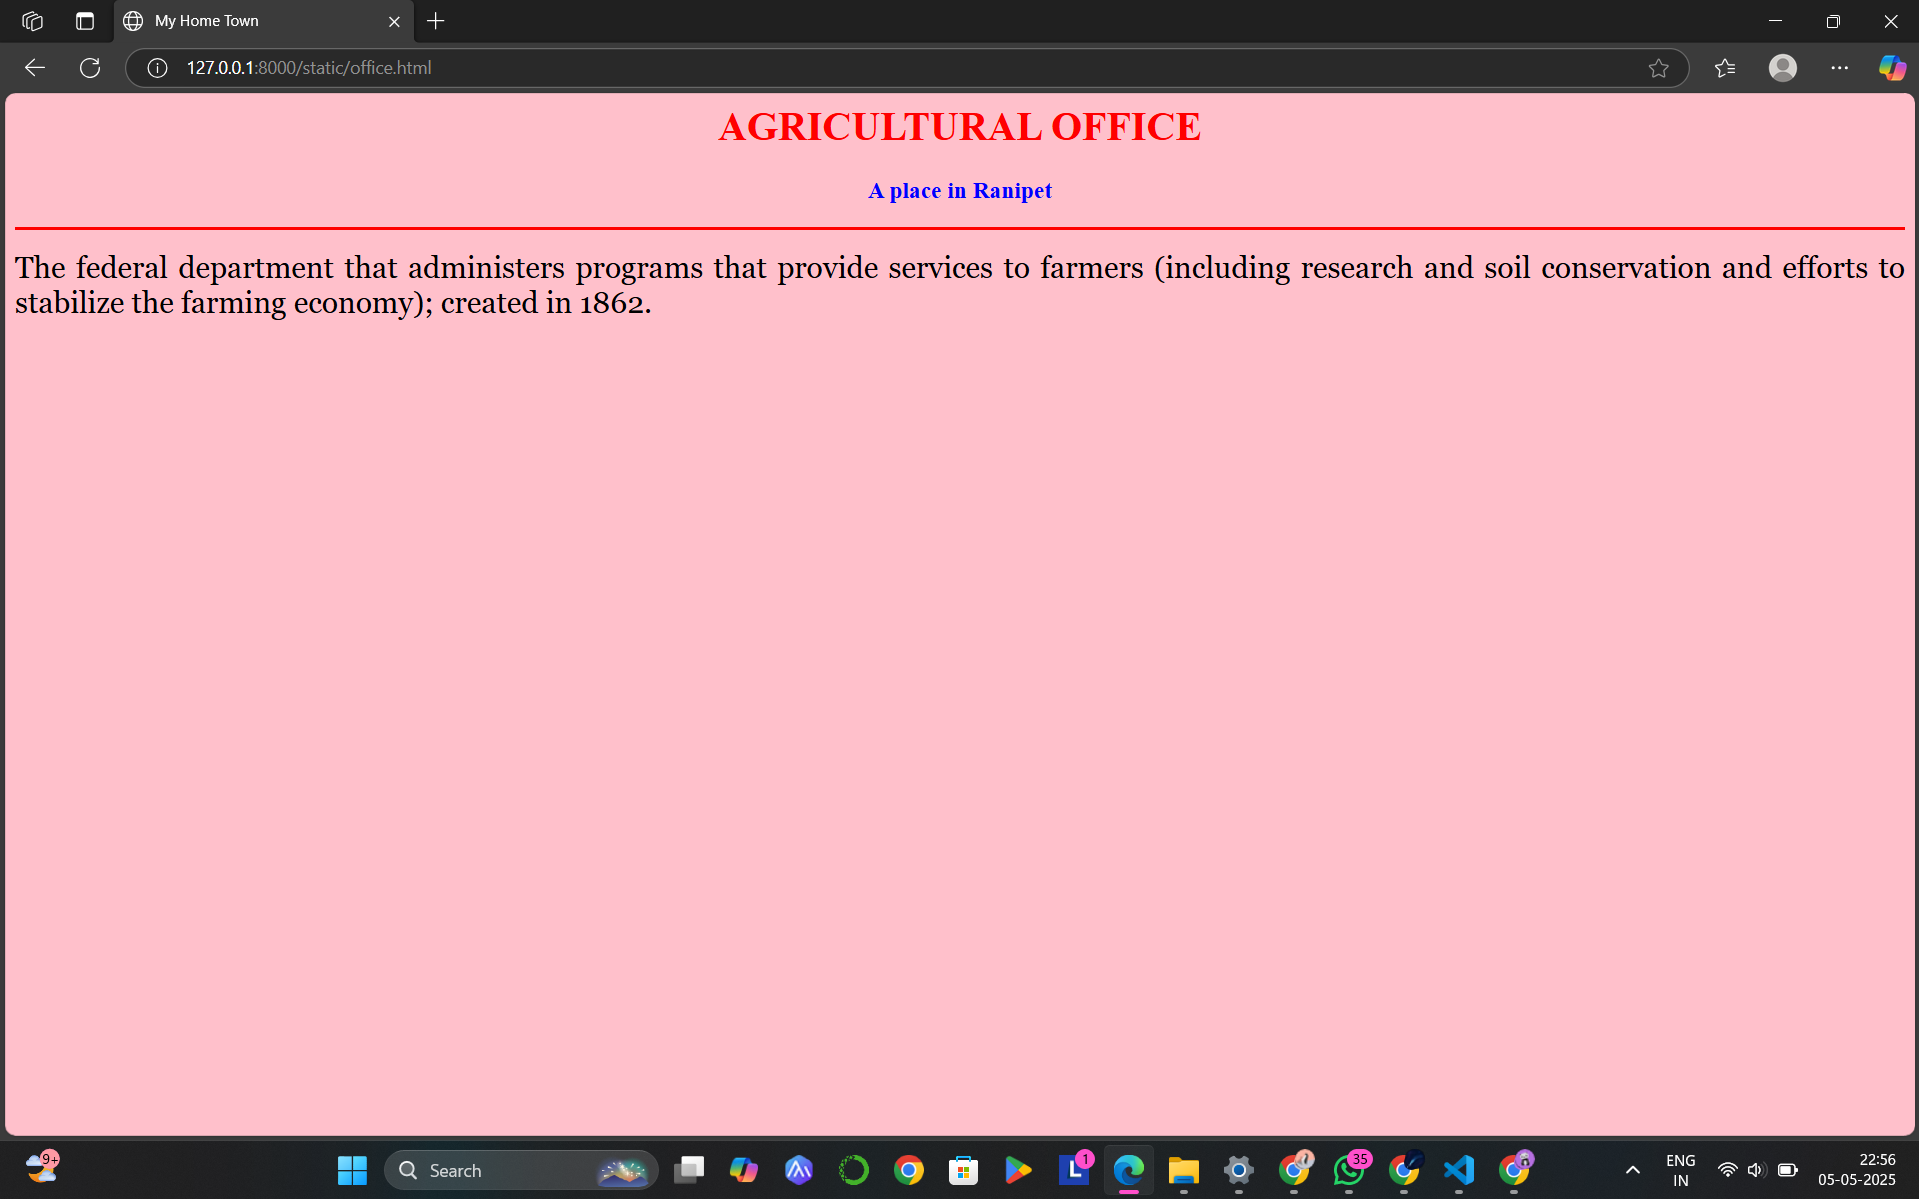 My Home Town
127.0.0.1:8000/static/office.html
AGRICULTURAL OFFICE
A place in Ranipet
The federal department that administers programs that provide services to farmers (including research and soil conservation and efforts to
stabilize the farming economy); created in 1862.
9+
Search
L
1
35
ENG
IN
22:56
05-05-2025